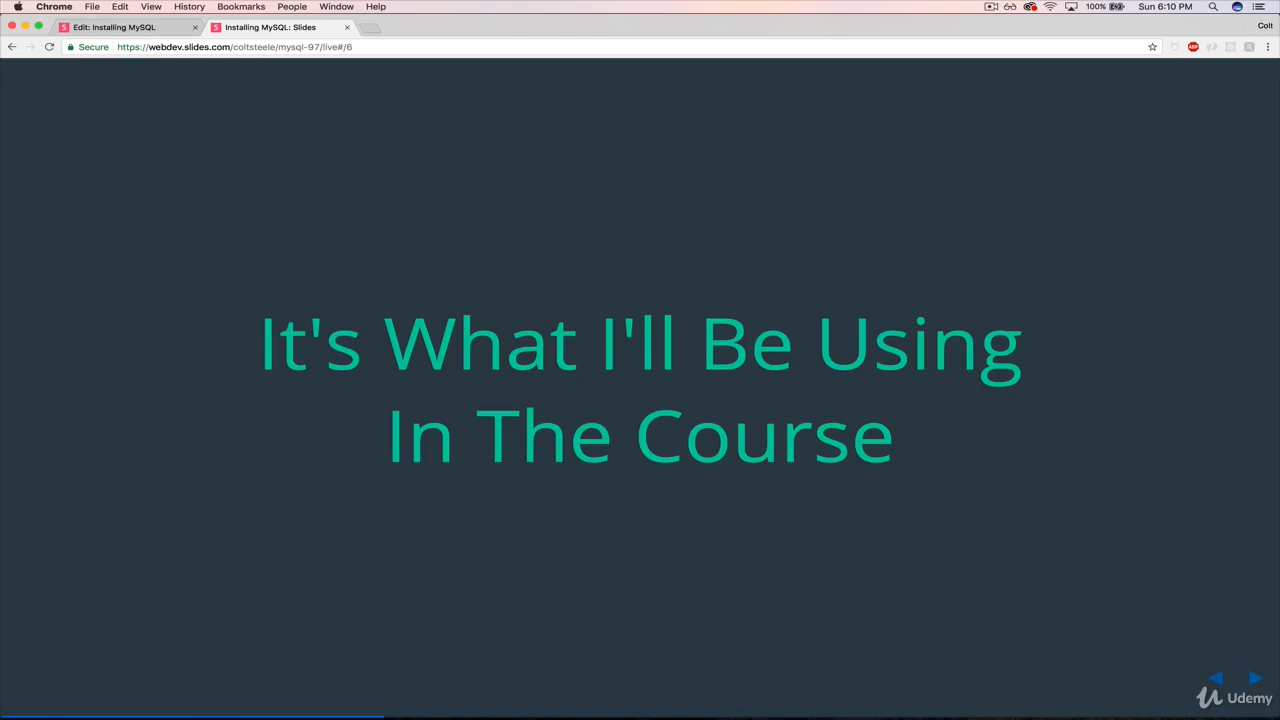 Chrome File Edit View History Bookmarks People Window Help 100% Sun 6:10 PM
Edit: Installing MySQL Installing MySQL: Slides Colt
Secure https://webdev.slides.com/coltsteele/mysql-97/live#/6 ABP
It's What I'll Be Using
In The Course
Udemy